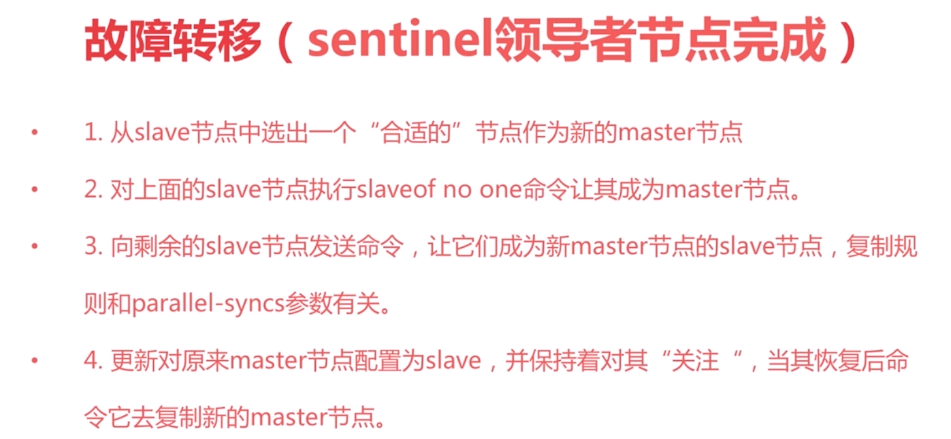 故障转移（sentinel领导者节点完成）
• 1. 从slave节点中选出一个“合适的”节点作为新的master节点
• 2. 对上面的slave节点执行slaveof no one命令让其成为master节点。
• 3. 向剩余的slave节点发送命令，让它们成为新master节点的slave节点，复制规
则和parallel-syncs参数有关。
• 4. 更新对原来master节点配置为slave，并保持着对其“关注“，当其恢复后命
令它去复制新的master节点。